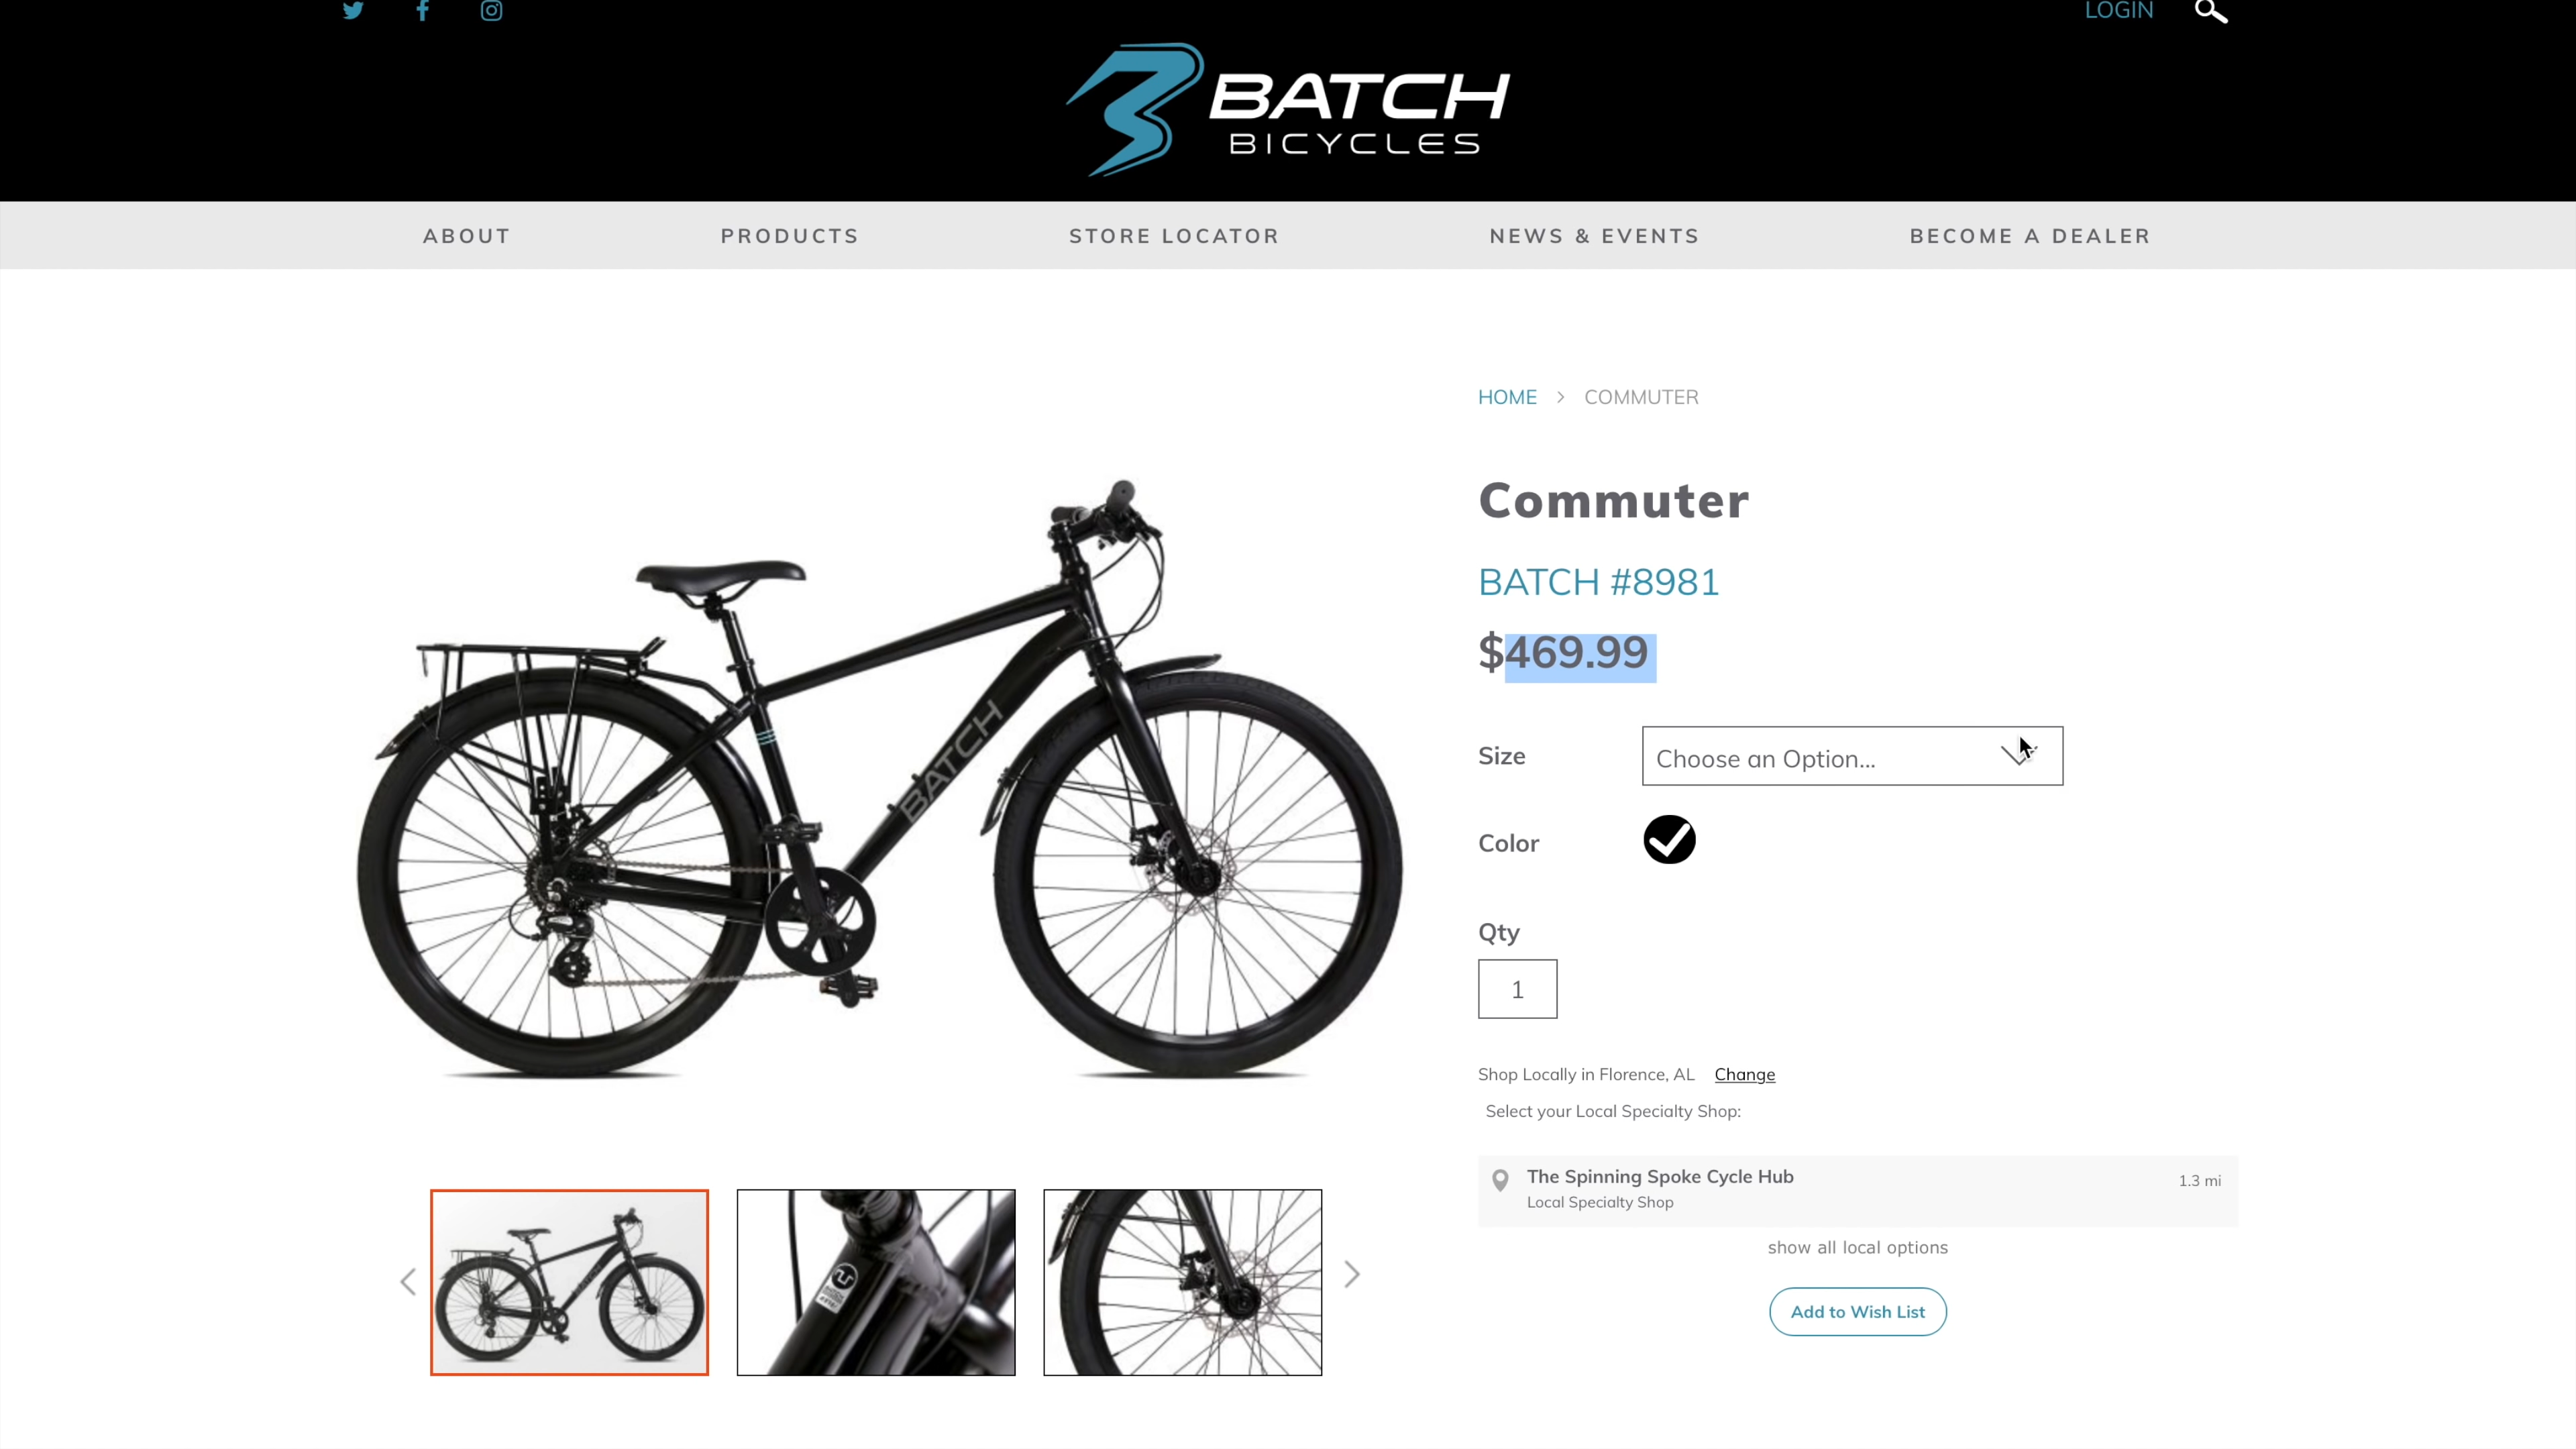 LOGIN
BATCH
BICYCLES
ABOUT
PRODUCTS
STORE LOCATOR
NEWS & EVENTS
BECOME A DEALER
HOME > COMMUTER
Commuter
BATCH #8981
$469.99
Size
Choose an Option...
Color
Qty
1
Shop Locally in Florence, AL Change
Select your Local Specialty Shop:
The Spinning Spoke Cycle Hub
1.3 mi
Local Specialty Shop
show all local options
Add to Wish List
BATCH